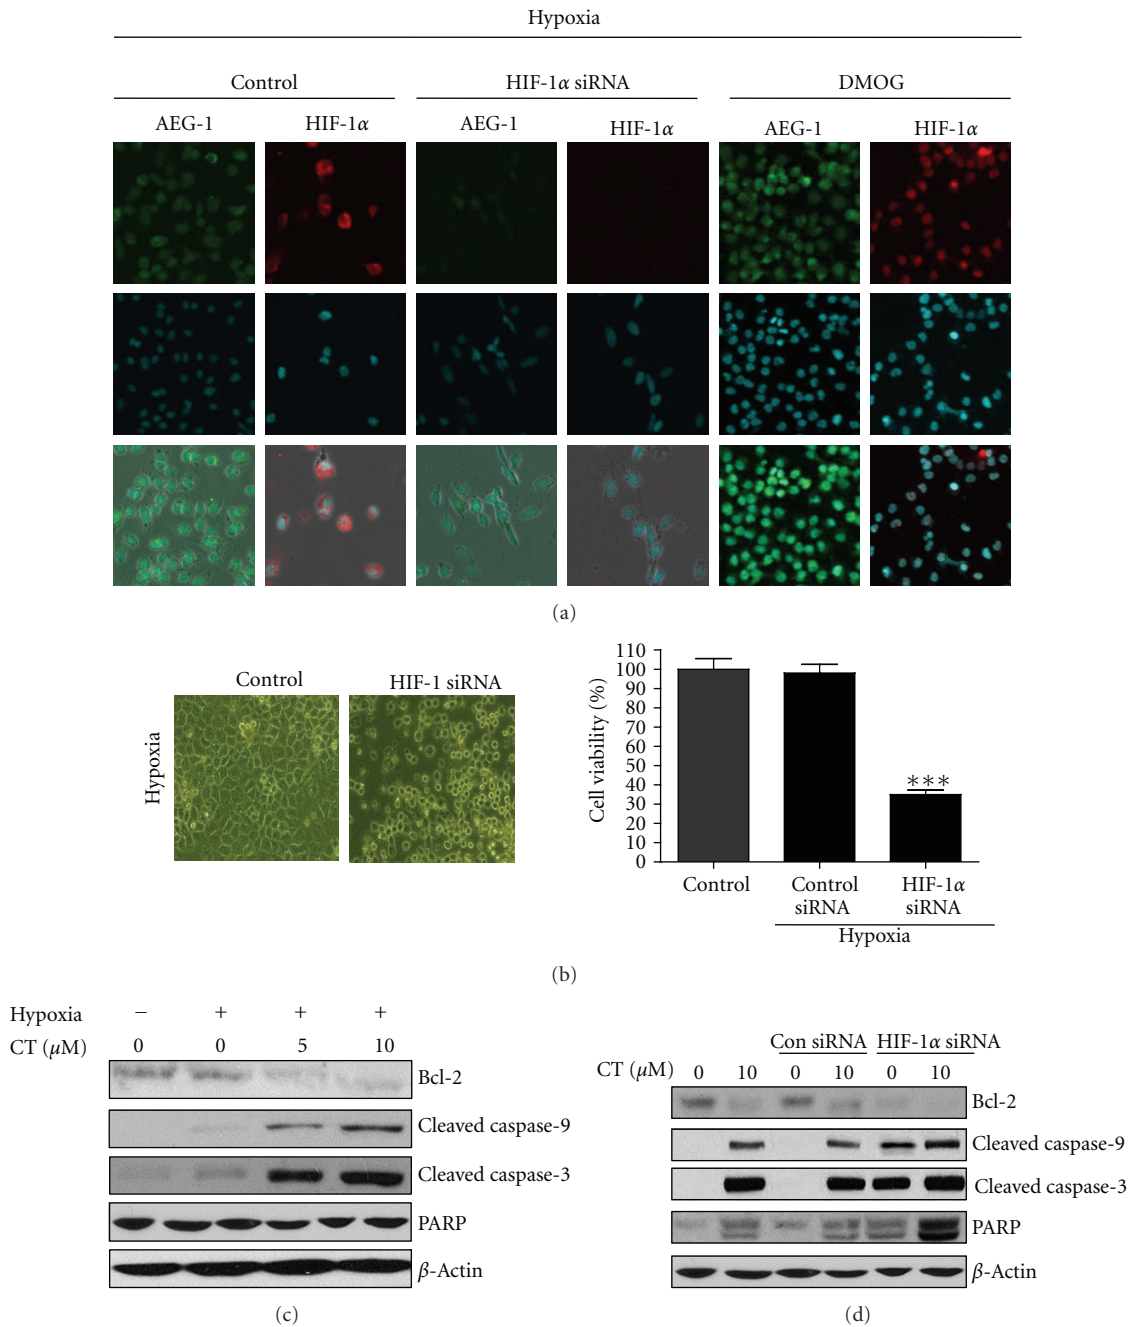 Hypoxia
Control HIF-1α siRNA DMOG
AEG-1 HIF-1α AEG-1 HIF-1α AEG-1 HIF-1α
(a)
Control HIF-1 siRNA
Hypoxia
Cell viability (%)
110
100
90
80
70
60
50
40
30
20
10
0
***
Control Control siRNA HIF-1α siRNA
Hypoxia
(b)
Hypoxia − + + +
CT (μM) 0 0 5 10
Bcl-2
Cleaved caspase-9
Cleaved caspase-3
PARP
β-Actin
(c)
Con siRNA HIF-1α siRNA
CT (μM) 0 10 0 10 0 10
Bcl-2
Cleaved caspase-9
Cleaved caspase-3
PARP
β-Actin
(d)